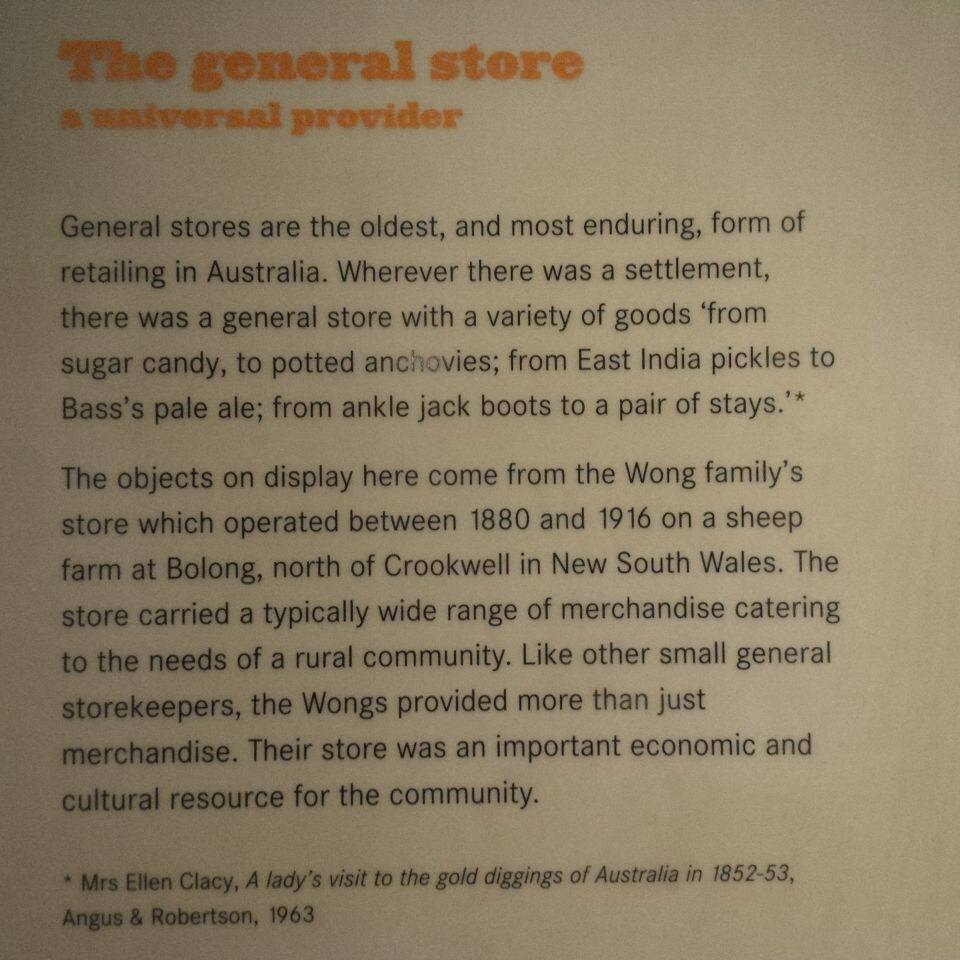 The general store
a universal provider
General stores are the oldest, and most enduring, form of
retailing in Australia. Wherever there was a settlement,
there was a general store with a variety of goods ‘from
sugar candy, to potted anchovies; from East India pickles to
Bass’s pale ale; from ankle jack boots to a pair of stays.’*
The objects on display here come from the Wong family’s
store which operated between 1880 and 1916 on a sheep
farm at Bolong, north of Crookwell in New South Wales. The
store carried a typically wide range of merchandise catering
to the needs of a rural community. Like other small general
storekeepers, the Wongs provided more than just
merchandise. Their store was an important economic and
cultural resource for the community.
* Mrs Ellen Clacy, A lady’s visit to the gold diggings of Australia in 1852-53,
Angus & Robertson, 1963